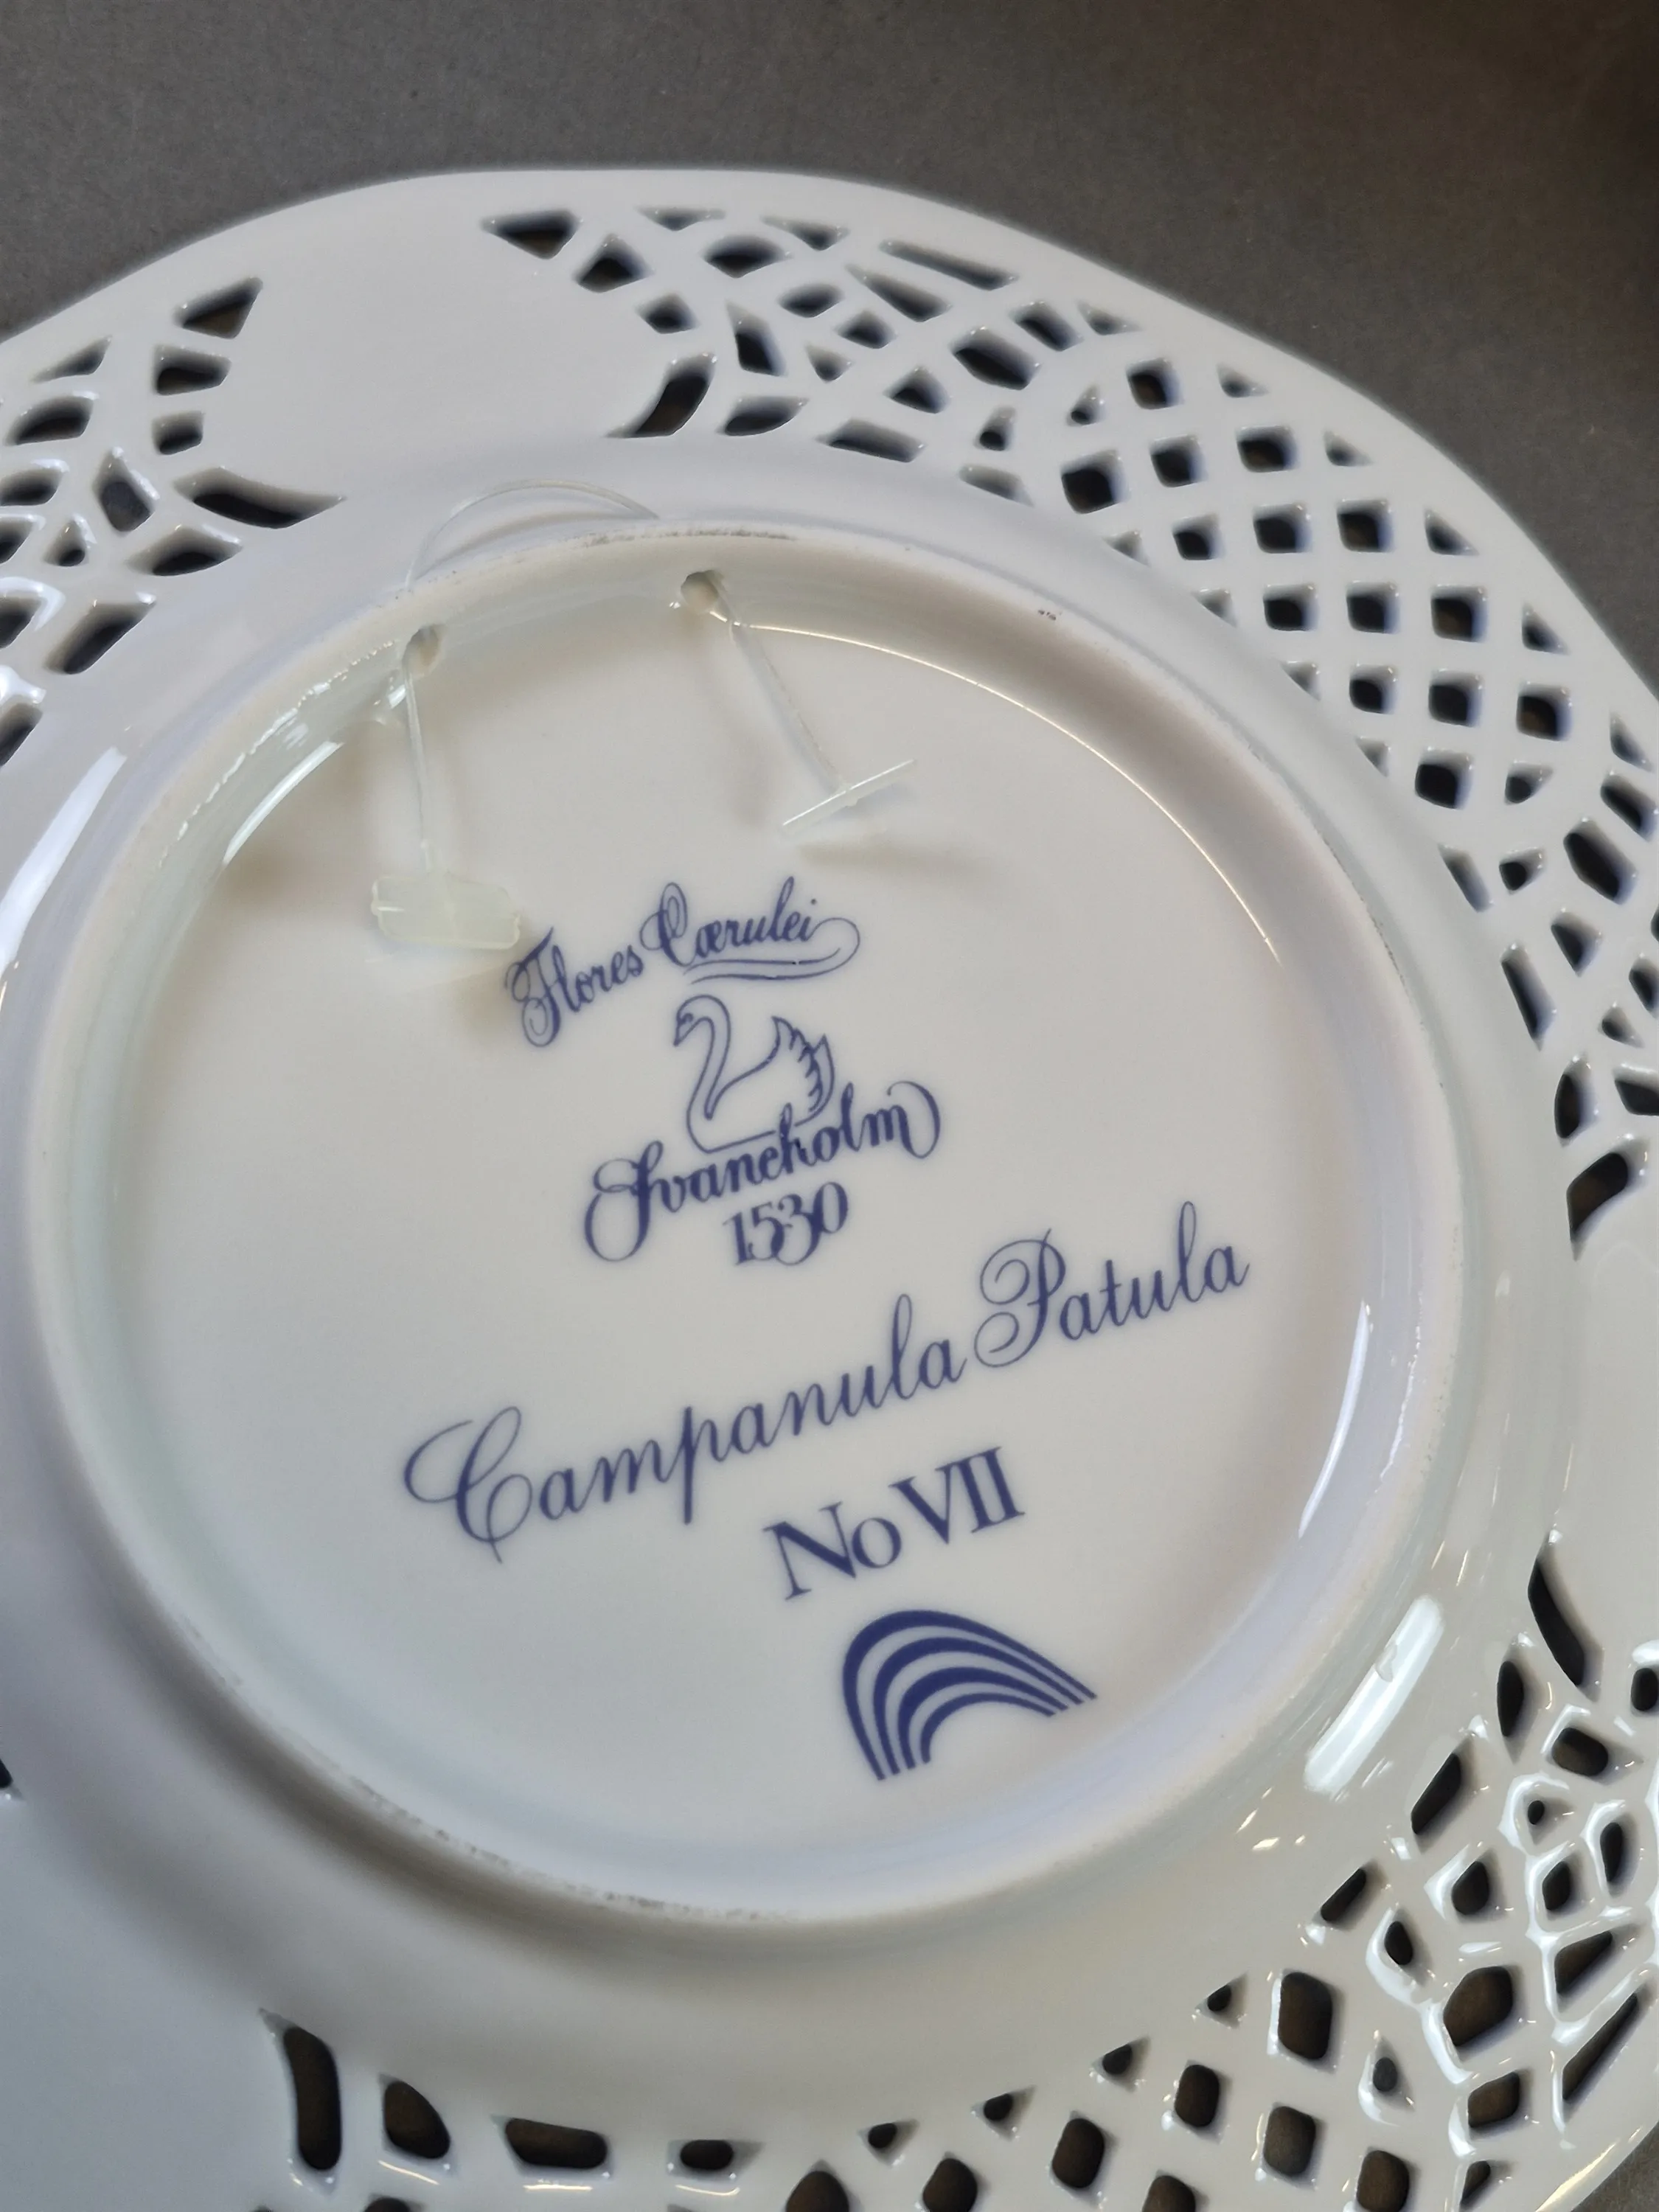 Flores Cærulei
Svaneholm
1530
Campanula Patula
No VII